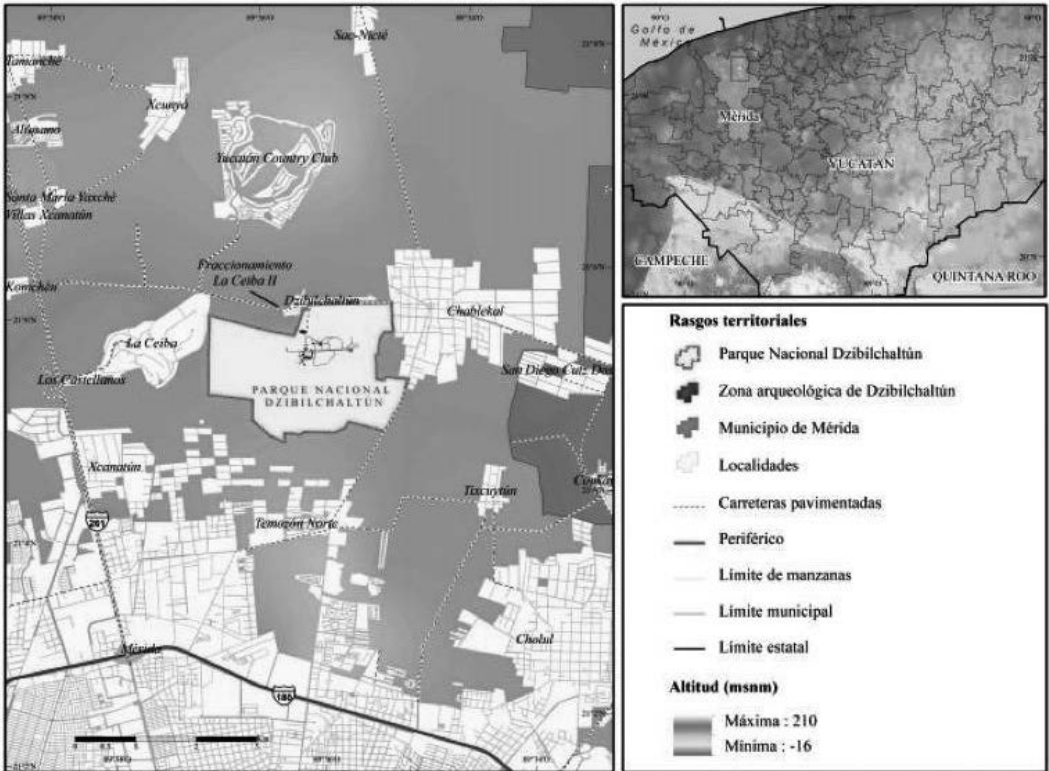 Sac-Nicté
Tamanché
Xcunyá
Altozano
Yucatán Country Club
Santa María Yaxché
Villas Xcanatún
Fraccionamiento
La Ceiba II
Komchén
Dzibilchaltún
Chablekal
La Ceiba
Los Castellanos
PARQUE NACIONAL
DZIBILCHALTÚN
Xcanatún
Tixcuytún
261
Temozón Norte
Cholul
Mérida
180
Golfo de
México
Mérida
YUCATÁN
CAMPECHE
QUINTANA ROO
Rasgos territoriales
Parque Nacional Dzibilchaltún
Zona arqueológica de Dzibilchaltún
Municipio de Mérida
Localidades
Carreteras pavimentadas
Periférico
Límite de manzanas
Límite municipal
Límite estatal
Altitud (msnm)
Máxima : 210
Mínima : -16